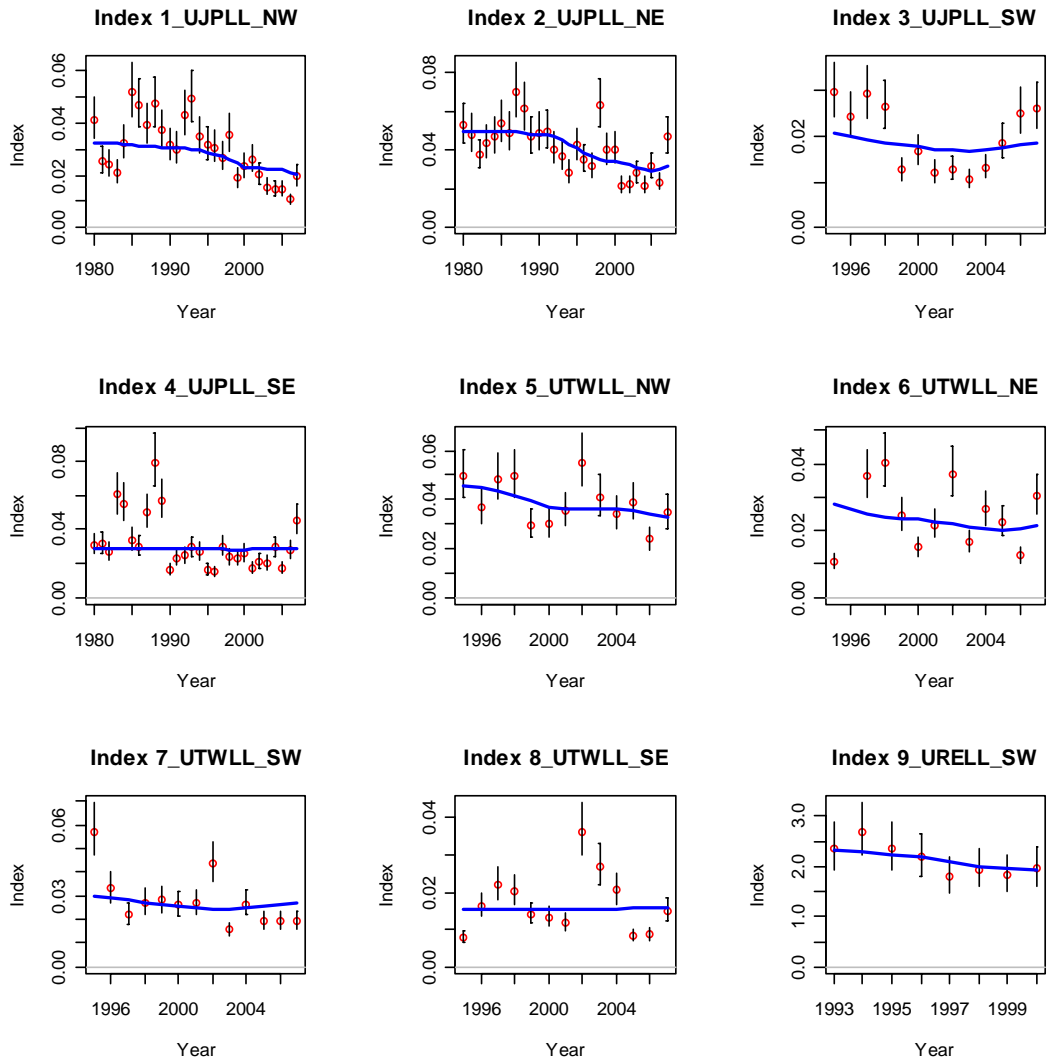 Index 1_UJPLL_NW
Index
0.00 0.02 0.04 0.06
1980 1990 2000
Year
Index 2_UJPLL_NE
Index
0.00 0.04 0.08
1980 1990 2000
Year
Index 3_UJPLL_SW
Index
0.00 0.02
1996 2000 2004
Year
Index 4_UJPLL_SE
Index
0.00 0.04 0.08
1980 1990 2000
Year
Index 5_UTWLL_NW
Index
0.00 0.02 0.04 0.06
1996 2000 2004
Year
Index 6_UTWLL_NE
Index
0.00 0.02 0.04
1996 2000 2004
Year
Index 7_UTWLL_SW
Index
0.00 0.03 0.06
1996 2000 2004
Year
Index 8_UTWLL_SE
Index
0.00 0.02 0.04
1996 2000 2004
Year
Index 9_URELL_SW
Index
0.0 1.0 2.0 3.0
1993 1995 1997 1999
Year